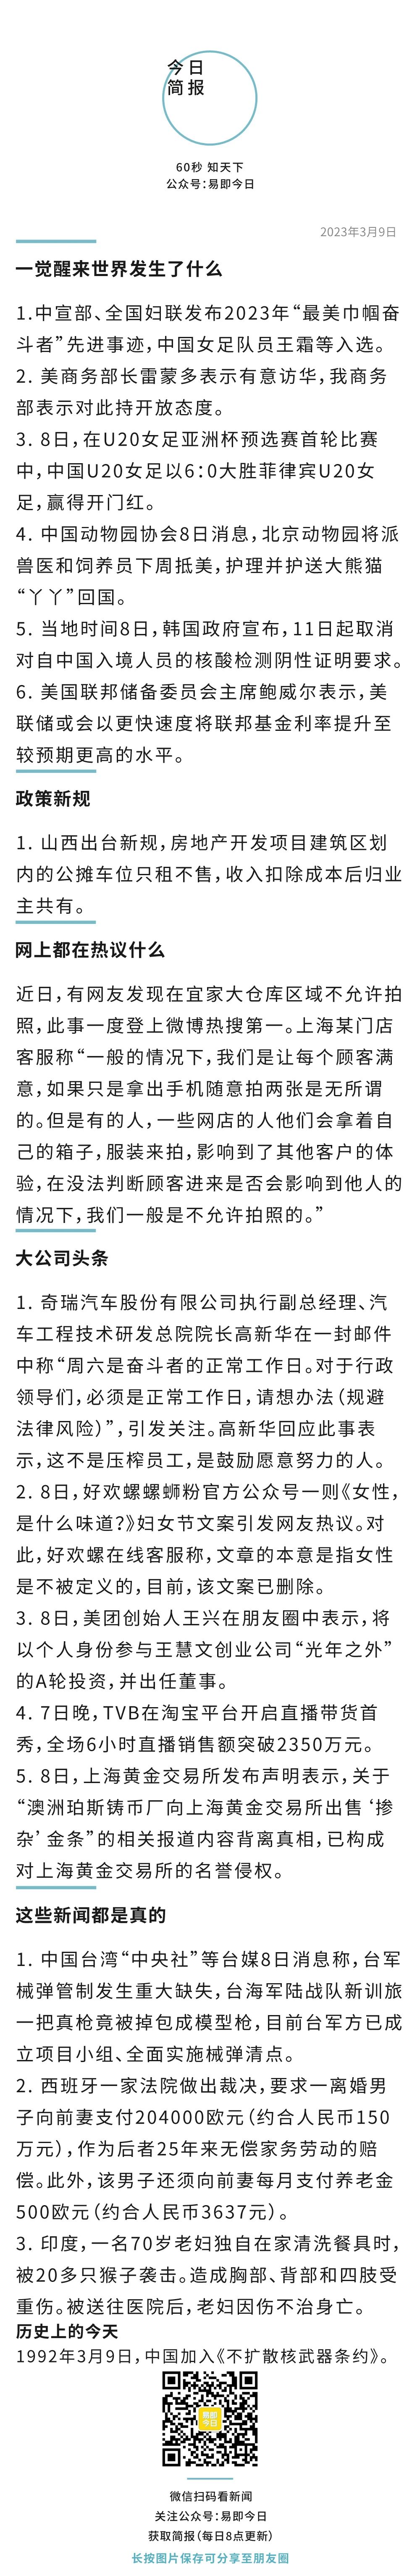 今日
简报
60秒 知天下
公众号：易即今日
2023年3月9日
一觉醒来世界发生了什么
1.中宣部、全国妇联发布2023年“最美巾帼奋
斗者”先进事迹，中国女足队员王霜等入选。
2. 美商务部长雷蒙多表示有意访华，我商务
部表示对此持开放态度。
3. 8日，在U20女足亚洲杯预选赛首轮比赛
中，中国U20女足以6：0大胜菲律宾U20女
足，赢得开门红。
4. 中国动物园协会8日消息，北京动物园将派
兽医和饲养员下周抵美，护理并护送大熊猫
“丫丫”回国。
5. 当地时间8日，韩国政府宣布，11日起取消
对自中国入境人员的核酸检测阴性证明要求。
6. 美国联邦储备委员会主席鲍威尔表示，美
联储或会以更快速度将联邦基金利率提升至
较预期更高的水平。
政策新规
1. 山西出台新规，房地产开发项目建筑区划
内的公摊车位只租不售，收入扣除成本后归业
主共有。
网上都在热议什么
近日，有网友发现在宜家大仓库区域不允许拍
照，此事一度登上微博热搜第一。上海某门店
客服称“一般的情况下，我们是让每个顾客满
意，如果只是拿出手机随意拍两张是无所谓
的。但是有的人，一些网店的人他们会拿着自
己的箱子，服装来拍，影响到了其他客户的体
验，在没法判断顾客进来是否会影响到他人的
情况下，我们一般是不允许拍照的。”
大公司头条
1. 奇瑞汽车股份有限公司执行副总经理、汽
车工程技术研发总院院长高新华在一封邮件
中称“周六是奋斗者的正常工作日。对于行政
领导们，必须是正常工作日，请想办法（规避
法律风险）”，引发关注。高新华回应此事表
示，这不是压榨员工，是鼓励愿意努力的人。
2. 8日，好欢螺螺蛳粉官方公众号一则《女性，
是什么味道？》妇女节文案引发网友热议。对
此，好欢螺在线客服称，文章的本意是指女性
是不被定义的，目前，该文案已删除。
3. 8日，美团创始人王兴在朋友圈中表示，将
以个人身份参与王慧文创业公司“光年之外”
的A轮投资，并出任董事。
4. 7日晚，TVB在淘宝平台开启直播带货首
秀，全场6小时直播销售额突破2350万元。
5. 8日，上海黄金交易所发布声明表示，关于
“澳洲珀斯铸币厂向上海黄金交易所出售‘掺
杂’金条”的相关报道内容背离真相，已构成
对上海黄金交易所的名誉侵权。
这些新闻都是真的
1. 中国台湾“中央社”等台媒8日消息称，台军
械弹管制发生重大缺失，台海军陆战队新训旅
一把真枪竟被掉包成模型枪，目前台军方已成
立项目小组、全面实施械弹清点。
2. 西班牙一家法院做出裁决，要求一离婚男
子向前妻支付204000欧元（约合人民币150
万元），作为后者25年来无偿家务劳动的赔
偿。此外，该男子还须向前妻每月支付养老金
500欧元（约合人民币3637元）。
3. 印度，一名70岁老妇独自在家清洗餐具时，
被20多只猴子袭击。造成胸部、背部和四肢受
重伤。被送往医院后，老妇因伤不治身亡。
历史上的今天
1992年3月9日，中国加入《不扩散核武器条约》。
易即
今日
微信扫码看新闻
关注公众号：易即今日
获取简报（每日8点更新）
长按图片保存可分享至朋友圈